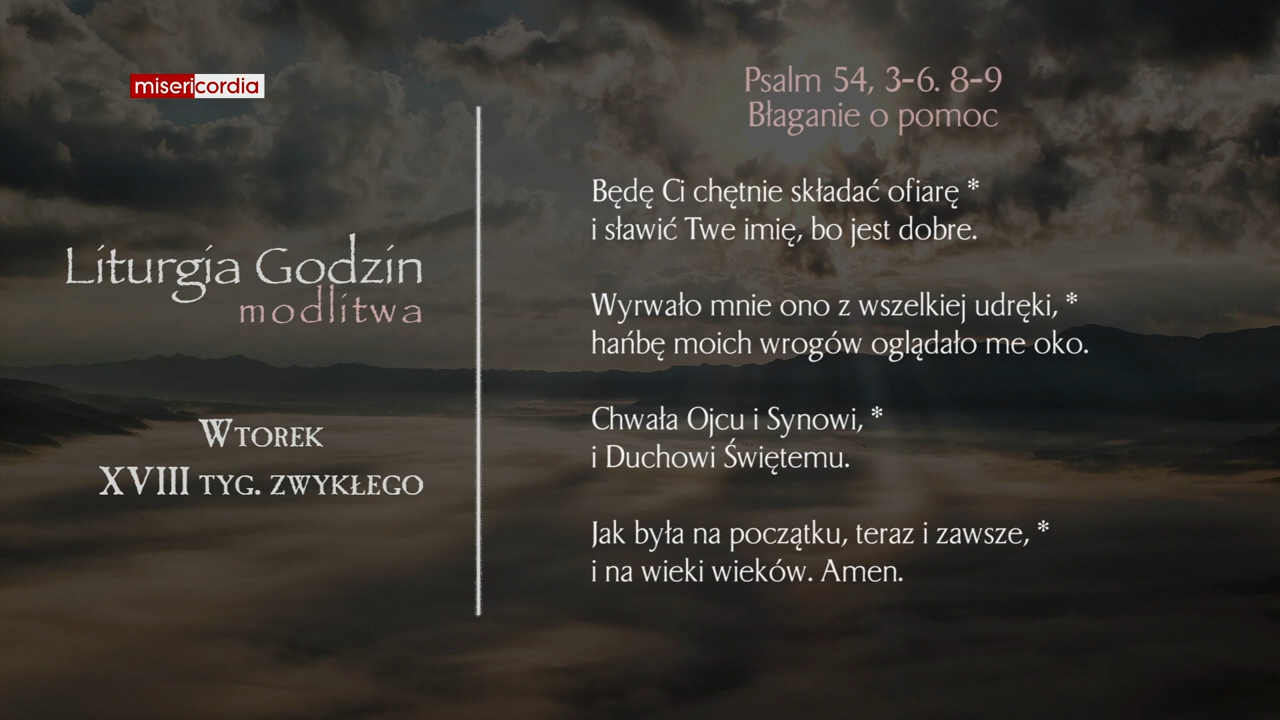 misericordia
Liturgia Godzin
modlitwa
Wtorek
XVIII tyg. zwykłego
Psalm 54, 3-6. 8-9
Błaganie o pomoc
Będę Ci chętnie składać ofiarę *
i sławić Twe imię, bo jest dobre.
Wyrwało mnie ono z wszelkiej udręki, *
hańbę moich wrogów oglądało me oko.
Chwała Ojcu i Synowi, *
i Duchowi Świętemu.
Jak była na początku, teraz i zawsze, *
i na wieki wieków. Amen.